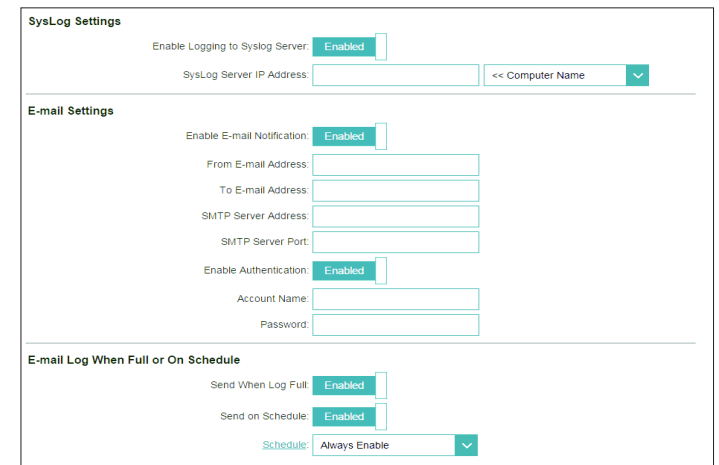 SysLog Settings
Enable Logging to Syslog Server: Enabled
SysLog Server IP Address: << Computer Name
E-mail Settings
Enable E-mail Notification: Enabled
From E-mail Address:
To E-mail Address:
SMTP Server Address:
SMTP Server Port:
Enable Authentication: Enabled
Account Name:
Password:
E-mail Log When Full or On Schedule
Send When Log Full: Enabled
Send on Schedule: Enabled
Schedule: Always Enable